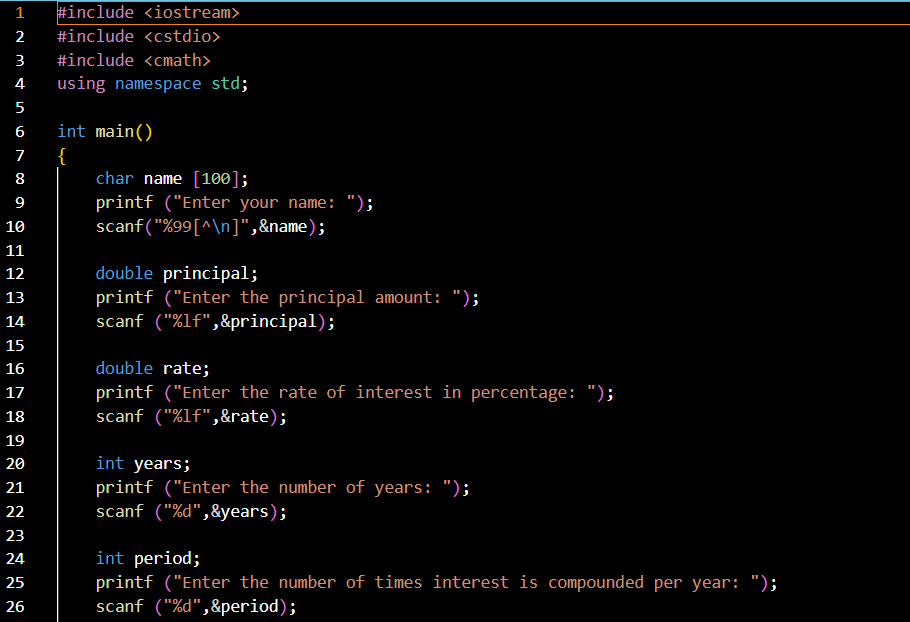 1 #include <iostream>
2 #include <cstdio>
3 #include <cmath>
4 using namespace std;
5
6 int main()
7 {
8     char name [100];
9     printf ("Enter your name: ");
10     scanf("%99[^\n]",&name);
11
12     double principal;
13     printf ("Enter the principal amount: ");
14     scanf ("%lf",&principal);
15
16     double rate;
17     printf ("Enter the rate of interest in percentage: ");
18     scanf ("%lf",&rate);
19
20     int years;
21     printf ("Enter the number of years: ");
22     scanf ("%d",&years);
23
24     int period;
25     printf ("Enter the number of times interest is compounded per year: ");
26     scanf ("%d",&period);